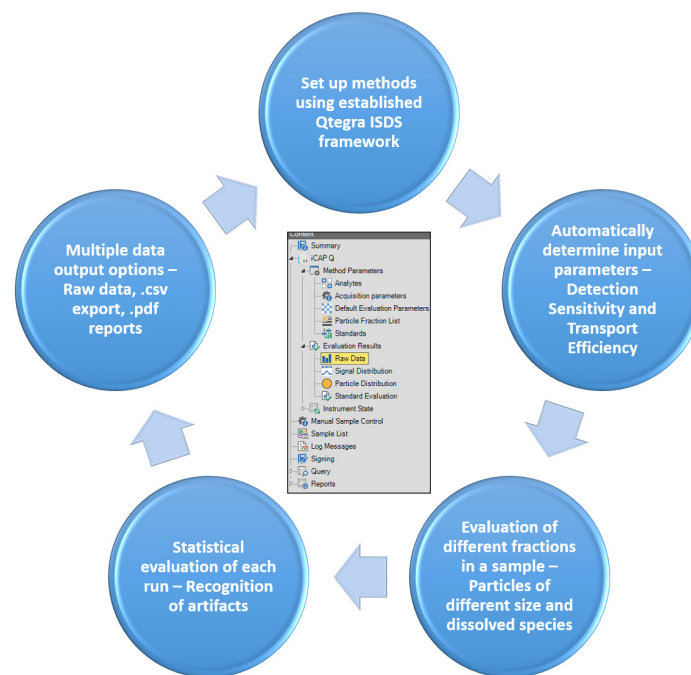 Set up methods
using established
Qtegra ISDS
framework
Automatically
determine input
parameters –
Detection
Sensitivity and
Transport
Efficiency
Evaluation of
different fractions
in a sample –
Particles of
different size and
dissolved species
Statistical
evaluation of each
run – Recognition
of artifacts
Multiple data
output options –
Raw data, .csv
export, .pdf
reports
Content
Summary
iCAP Q
Method Parameters
Analytes
Acquisition parameters
Default Evaluation Parameters
Particle Fraction List
Standards
Evaluation Results
Raw Data
Signal Distribution
Particle Distribution
Standard Evaluation
Instrument State
Manual Sample Control
Sample List
Log Messages
Signing
Query
Reports